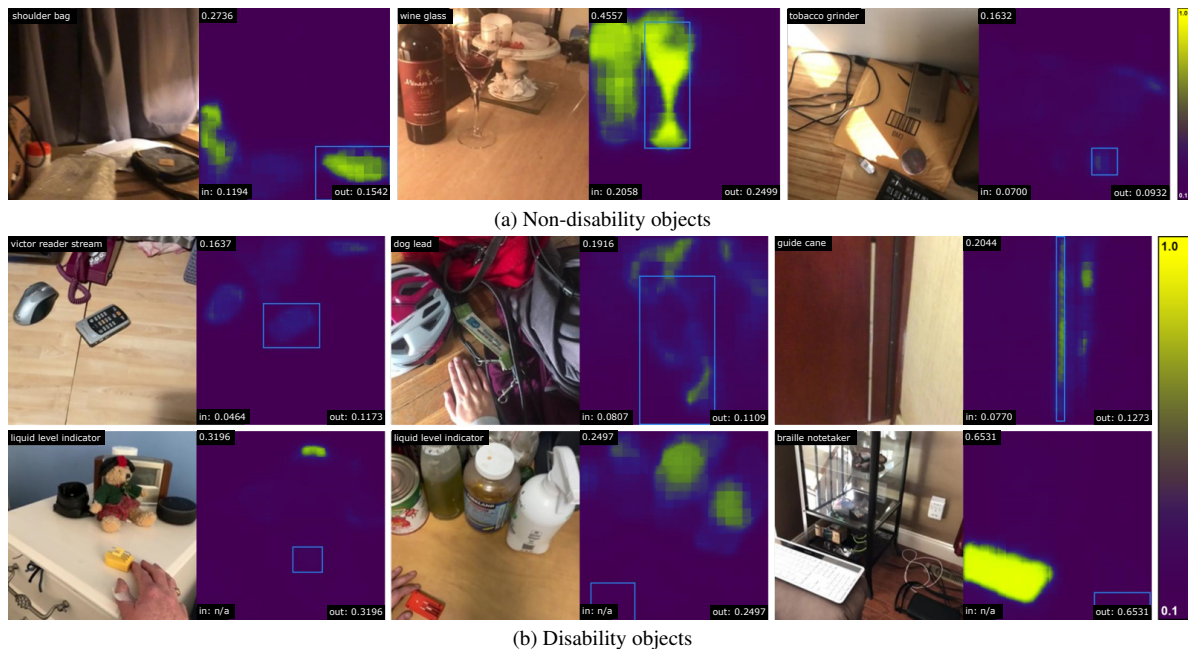 shoulder bag 0.2736 wine glass 0.4557 tobacco grinder 0.1632 1.0
in: 0.1194 out: 0.1542 in: 0.2058 out: 0.2499 in: 0.0700 out: 0.0932 0.1
(a) Non-disability objects
victor reader stream 0.1637 dog lead 0.1916 guide cane 0.2044 1.0
in: 0.0464 out: 0.1173 in: 0.0807 out: 0.1109 in: 0.0770 out: 0.1273
liquid level indicator 0.3196 liquid level indicator 0.2497 braille notetaker 0.6531
in: n/a out: 0.3196 in: n/a out: 0.2497 in: n/a out: 0.6531 0.1
(b) Disability objects